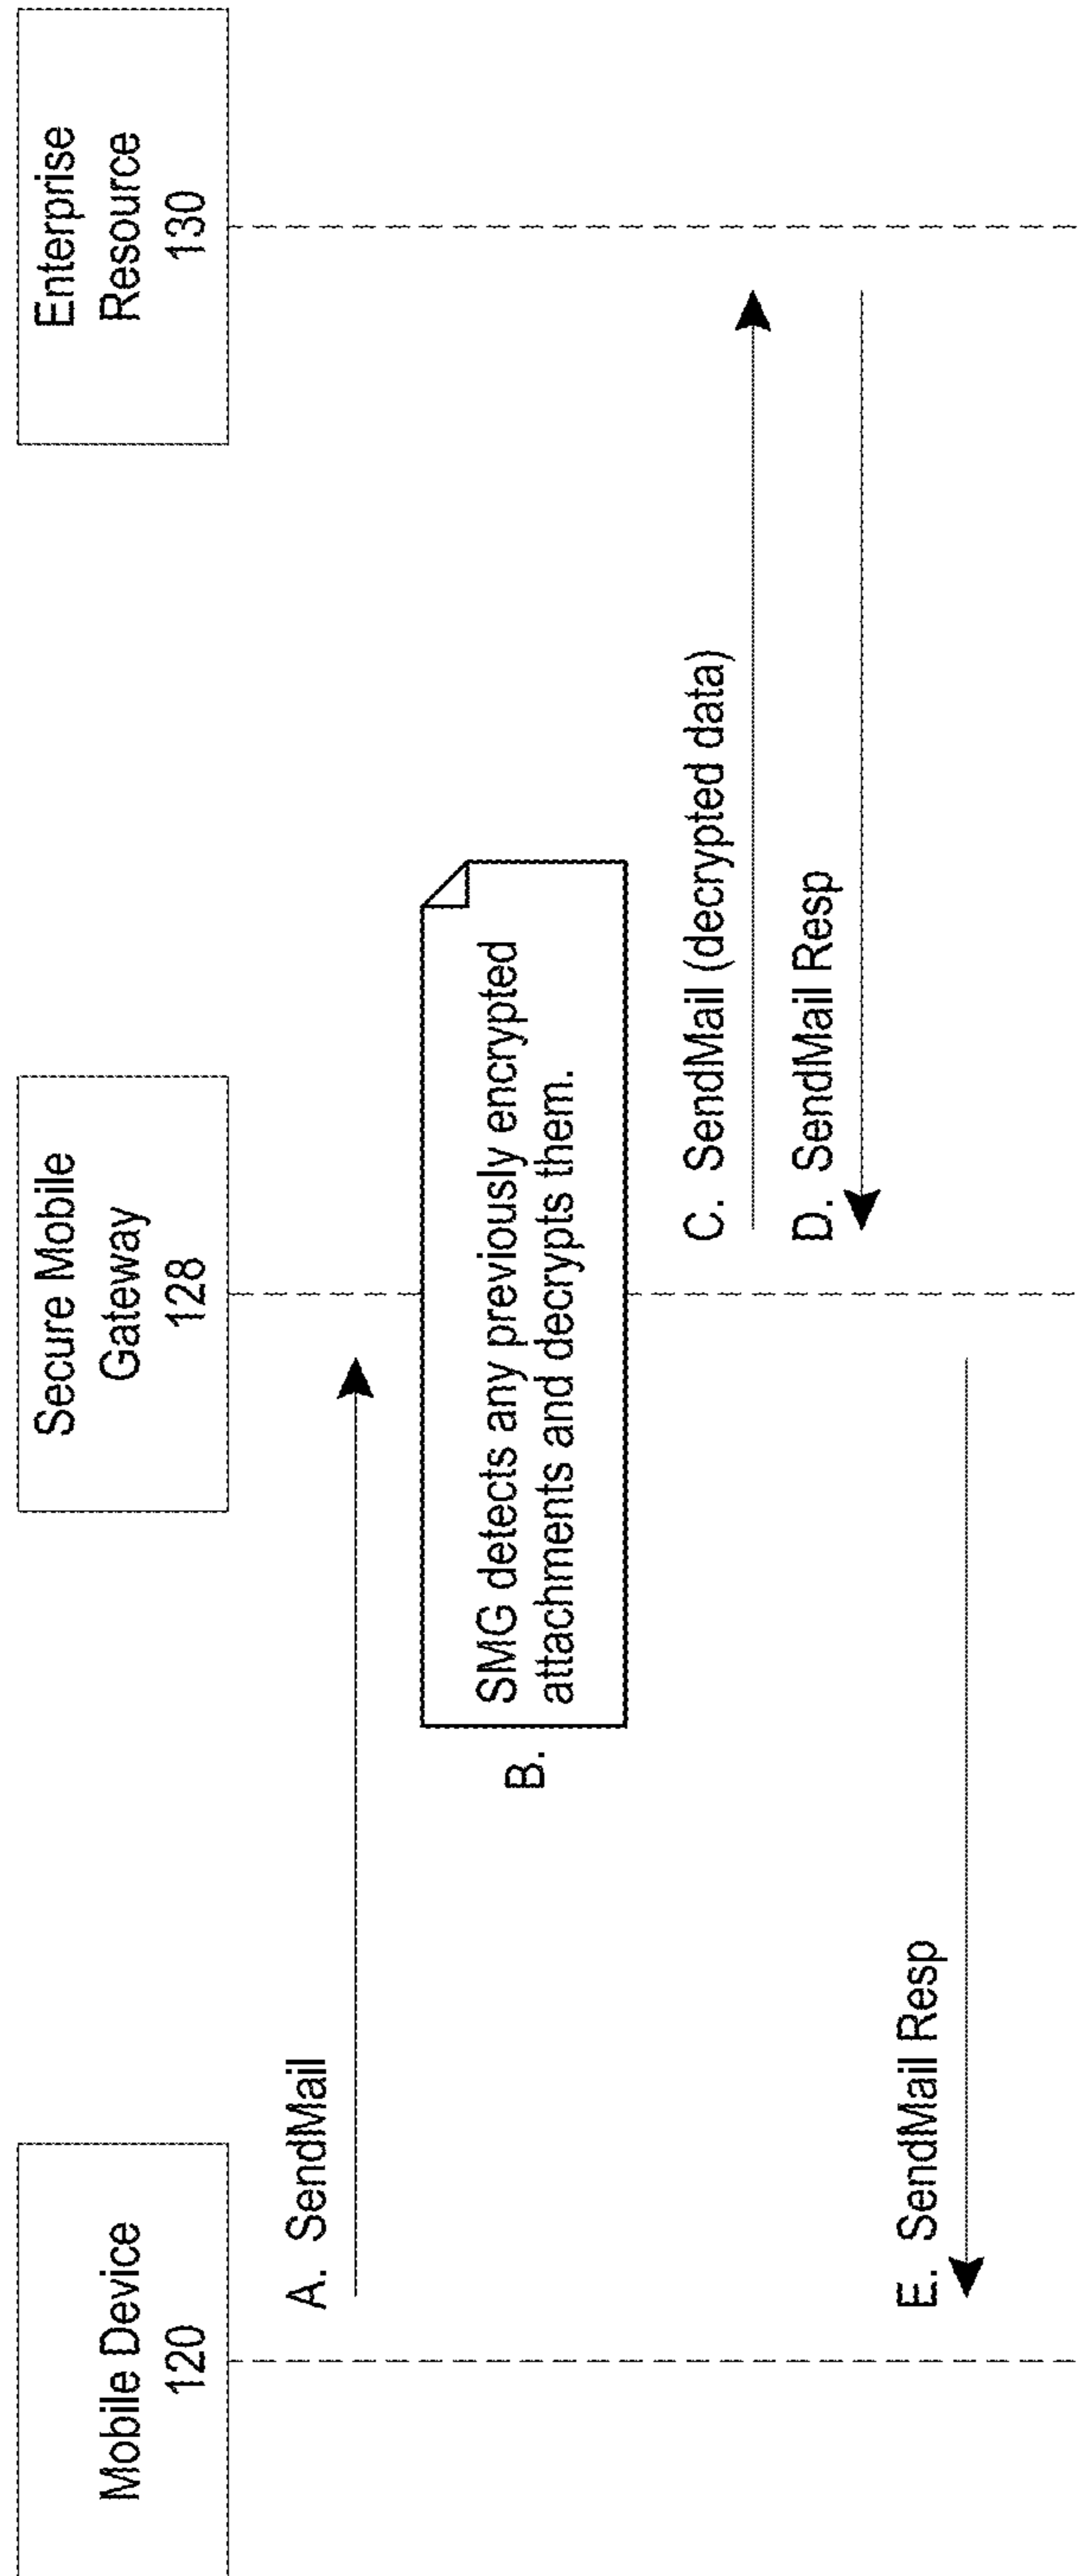 Mobile Device
120
Secure Mobile
Gateway
128
Enterprise
Resource
130
A. SendMail
B.
SMG detects any previously encrypted
attachments and decrypts them.
C. SendMail (decrypted data)
D. SendMail Resp
E. SendMail Resp